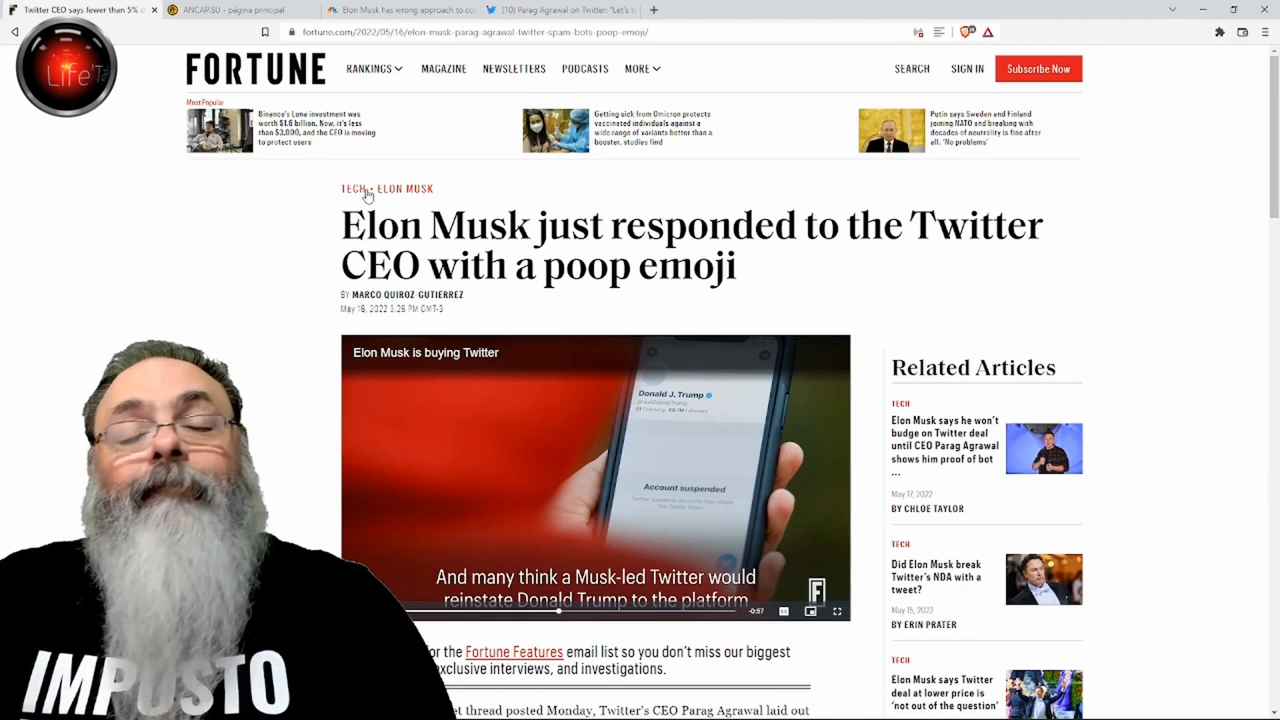 Twitter CEO says fewer than 5% o
ANCAP.SU - página principal
Elon Musk has wrong approach to co
(10) Parag Agrawal on Twitter: "Let's t
fortune.com/2022/05/16/elon-musk-parag-agrawal-twitter-spam-bots-poop-emoji/
FORTUNE
RANKINGS
MAGAZINE
NEWSLETTERS
PODCASTS
MORE
SEARCH
SIGN IN
Subscribe Now
Most Popular
Binance's Luna investment was
worth $1.6 billion. Now, it's less
than $3,000, and the CEO is moving
to protect users
Getting sick from Omicron protects
vaccinated individuals against a
wide range of variants better than a
booster, studies find
Putin says Sweden and Finland
joining NATO and breaking with
decades of neutrality is fine after
all. 'No problems'
Life
TECH · ELON MUSK
Elon Musk just responded to the Twitter
CEO with a poop emoji
BY MARCO QUIROZ-GUTIERREZ
May 16, 2022 3:26 PM GMT-3
Elon Musk is buying Twitter
Donald J. Trump
@realDonaldTrump
Account suspended
And many think a Musk-led Twitter would
reinstate Donald Trump to the platform
-0:57
F
Related Articles
TECH
Elon Musk says he won't
budge on Twitter deal
until CEO Parag Agrawal
shows him proof of bot
...
May 17, 2022
BY CHLOE TAYLOR
TECH
Did Elon Musk break
Twitter's NDA with a
tweet?
May 15, 2022
BY ERIN PRATER
TECH
Elon Musk says Twitter
deal at lower price is
'not out of the question'
for the Fortune Features email list so you don't miss our biggest
exclusive interviews, and investigations.
et thread posted Monday, Twitter's CEO Parag Agrawal laid out
IMPOSTO